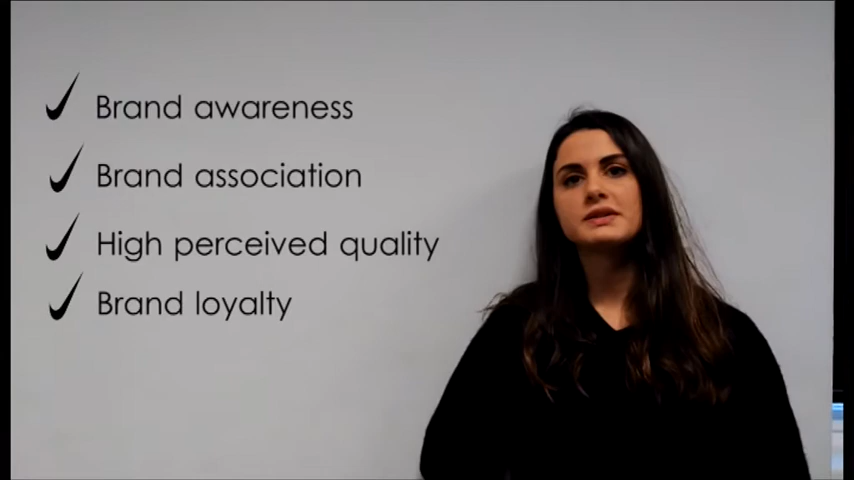 Brand awareness
Brand association
High perceived quality
Brand loyalty